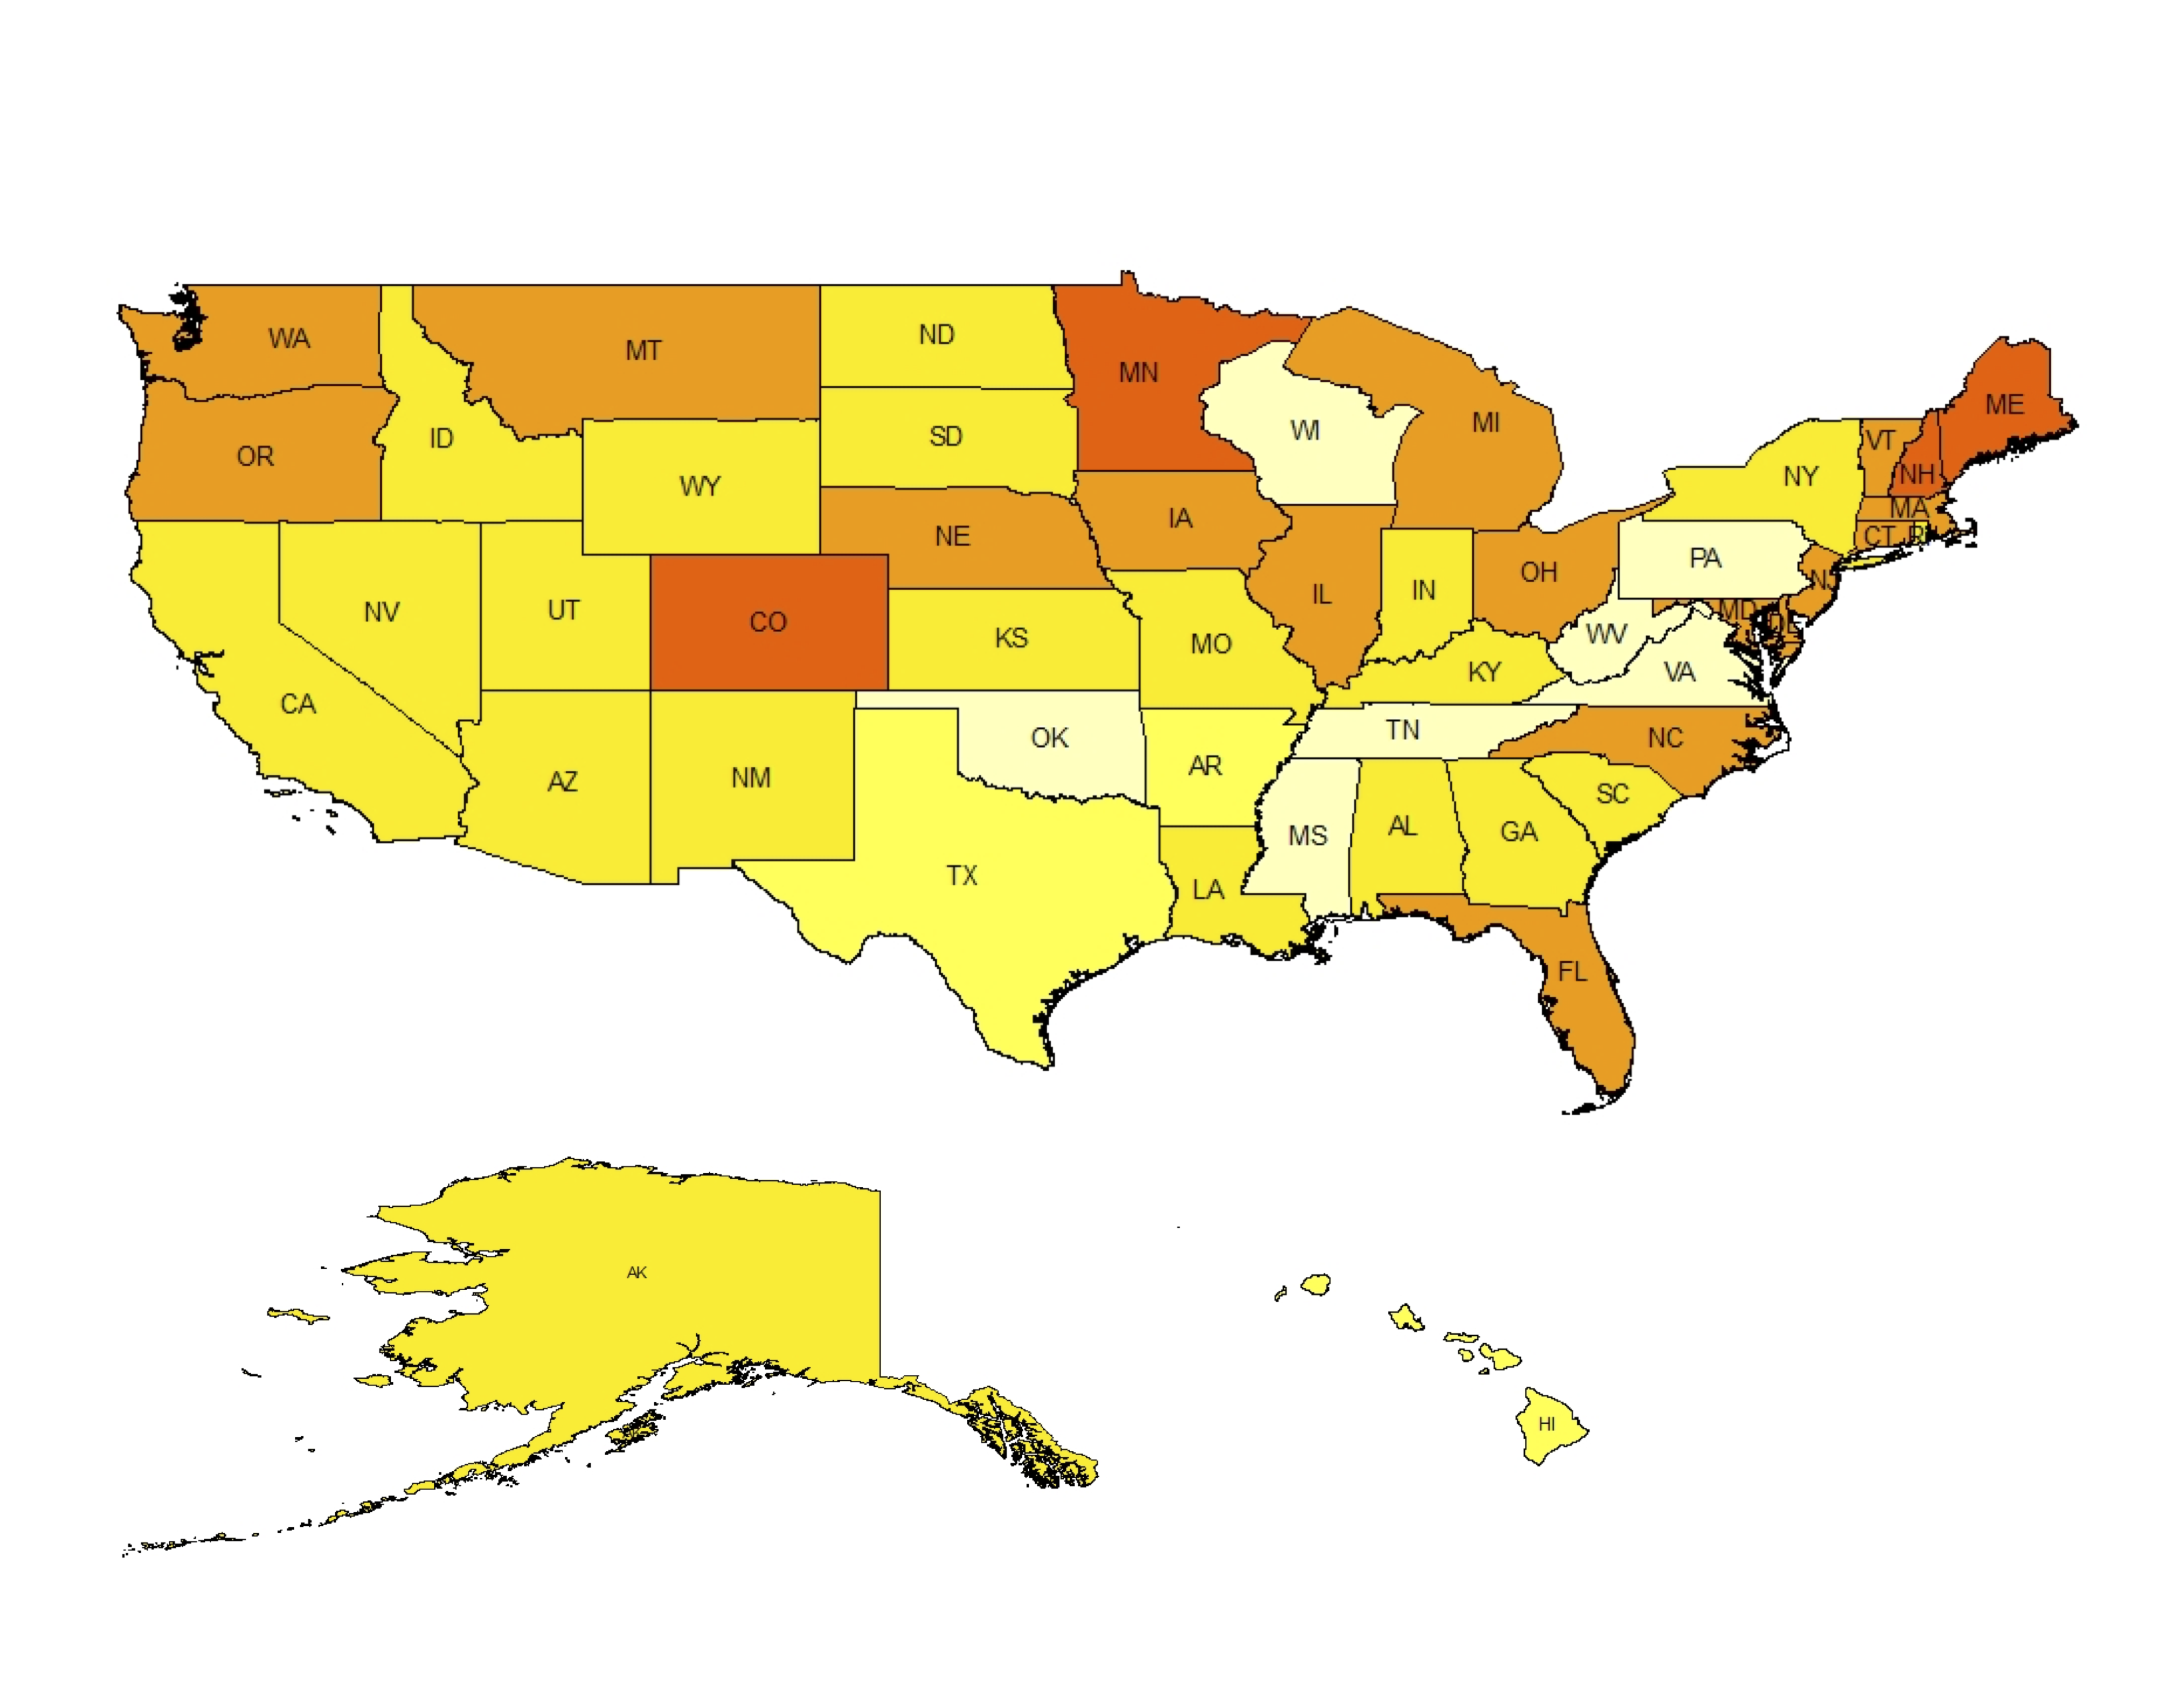 WA
MT
ND
MN
ME
OR
ID
SD
WI
MI
VT
NH
NY
WY
MA
IA
NE
CT
RI
PA
OH
NJ
IL
IN
NV
UT
CO
KS
MO
MD
DE
WV
KY
VA
CA
OK
TN
NC
AZ
NM
AR
SC
TX
LA
MS
AL
GA
FL
AK
HI